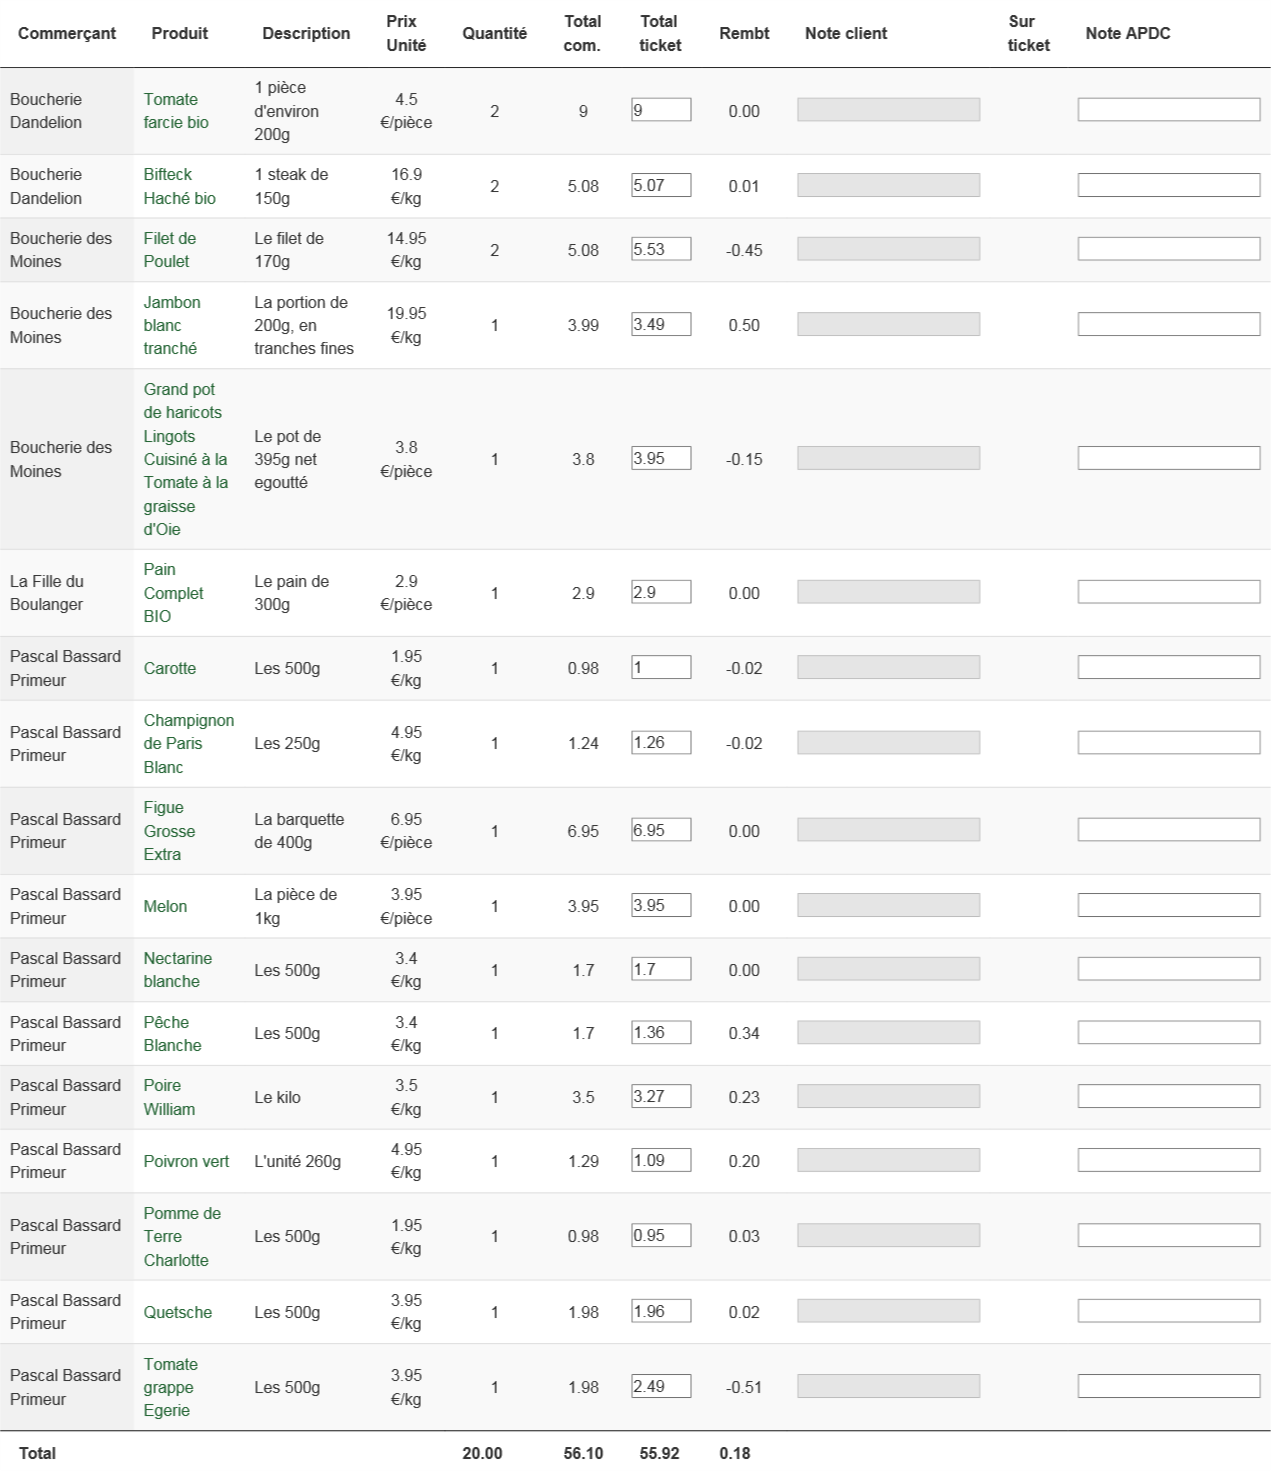 Commerçant Produit Description Prix Unité Quantité Total com. Total ticket Rembt Note client Sur ticket Note APDC
Boucherie Dandelion Tomate farcie bio 1 pièce d'environ 200g 4.5 €/pièce 2 9 9 0.00
Boucherie Dandelion Bifteck Haché bio 1 steak de 150g 16.9 €/kg 2 5.08 5.07 0.01
Boucherie des Moines Filet de Poulet Le filet de 170g 14.95 €/kg 2 5.08 5.53 -0.45
Boucherie des Moines Jambon blanc tranché La portion de 200g, en tranches fines 19.95 €/kg 1 3.99 3.49 0.50
Boucherie des Moines Grand pot de haricots Lingots Cuisiné à la Tomate à la graisse d'Oie Le pot de 395g net egoutté 3.8 €/pièce 1 3.8 3.95 -0.15
La Fille du Boulanger Pain Complet BIO Le pain de 300g 2.9 €/pièce 1 2.9 2.9 0.00
Pascal Bassard Primeur Carotte Les 500g 1.95 €/kg 1 0.98 1 -0.02
Pascal Bassard Primeur Champignon de Paris Blanc Les 250g 4.95 €/kg 1 1.24 1.26 -0.02
Pascal Bassard Primeur Figue Grosse Extra La barquette de 400g 6.95 €/pièce 1 6.95 6.95 0.00
Pascal Bassard Primeur Melon La pièce de 1kg 3.95 €/pièce 1 3.95 3.95 0.00
Pascal Bassard Primeur Nectarine blanche Les 500g 3.4 €/kg 1 1.7 1.7 0.00
Pascal Bassard Primeur Pêche Blanche Les 500g 3.4 €/kg 1 1.7 1.36 0.34
Pascal Bassard Primeur Poire William Le kilo 3.5 €/kg 1 3.5 3.27 0.23
Pascal Bassard Primeur Poivron vert L'unité 260g 4.95 €/kg 1 1.29 1.09 0.20
Pascal Bassard Primeur Pomme de Terre Charlotte Les 500g 1.95 €/kg 1 0.98 0.95 0.03
Pascal Bassard Primeur Quetsche Les 500g 3.95 €/kg 1 1.98 1.96 0.02
Pascal Bassard Primeur Tomate grappe Egerie Les 500g 3.95 €/kg 1 1.98 2.49 -0.51
Total 20.00 56.10 55.92 0.18